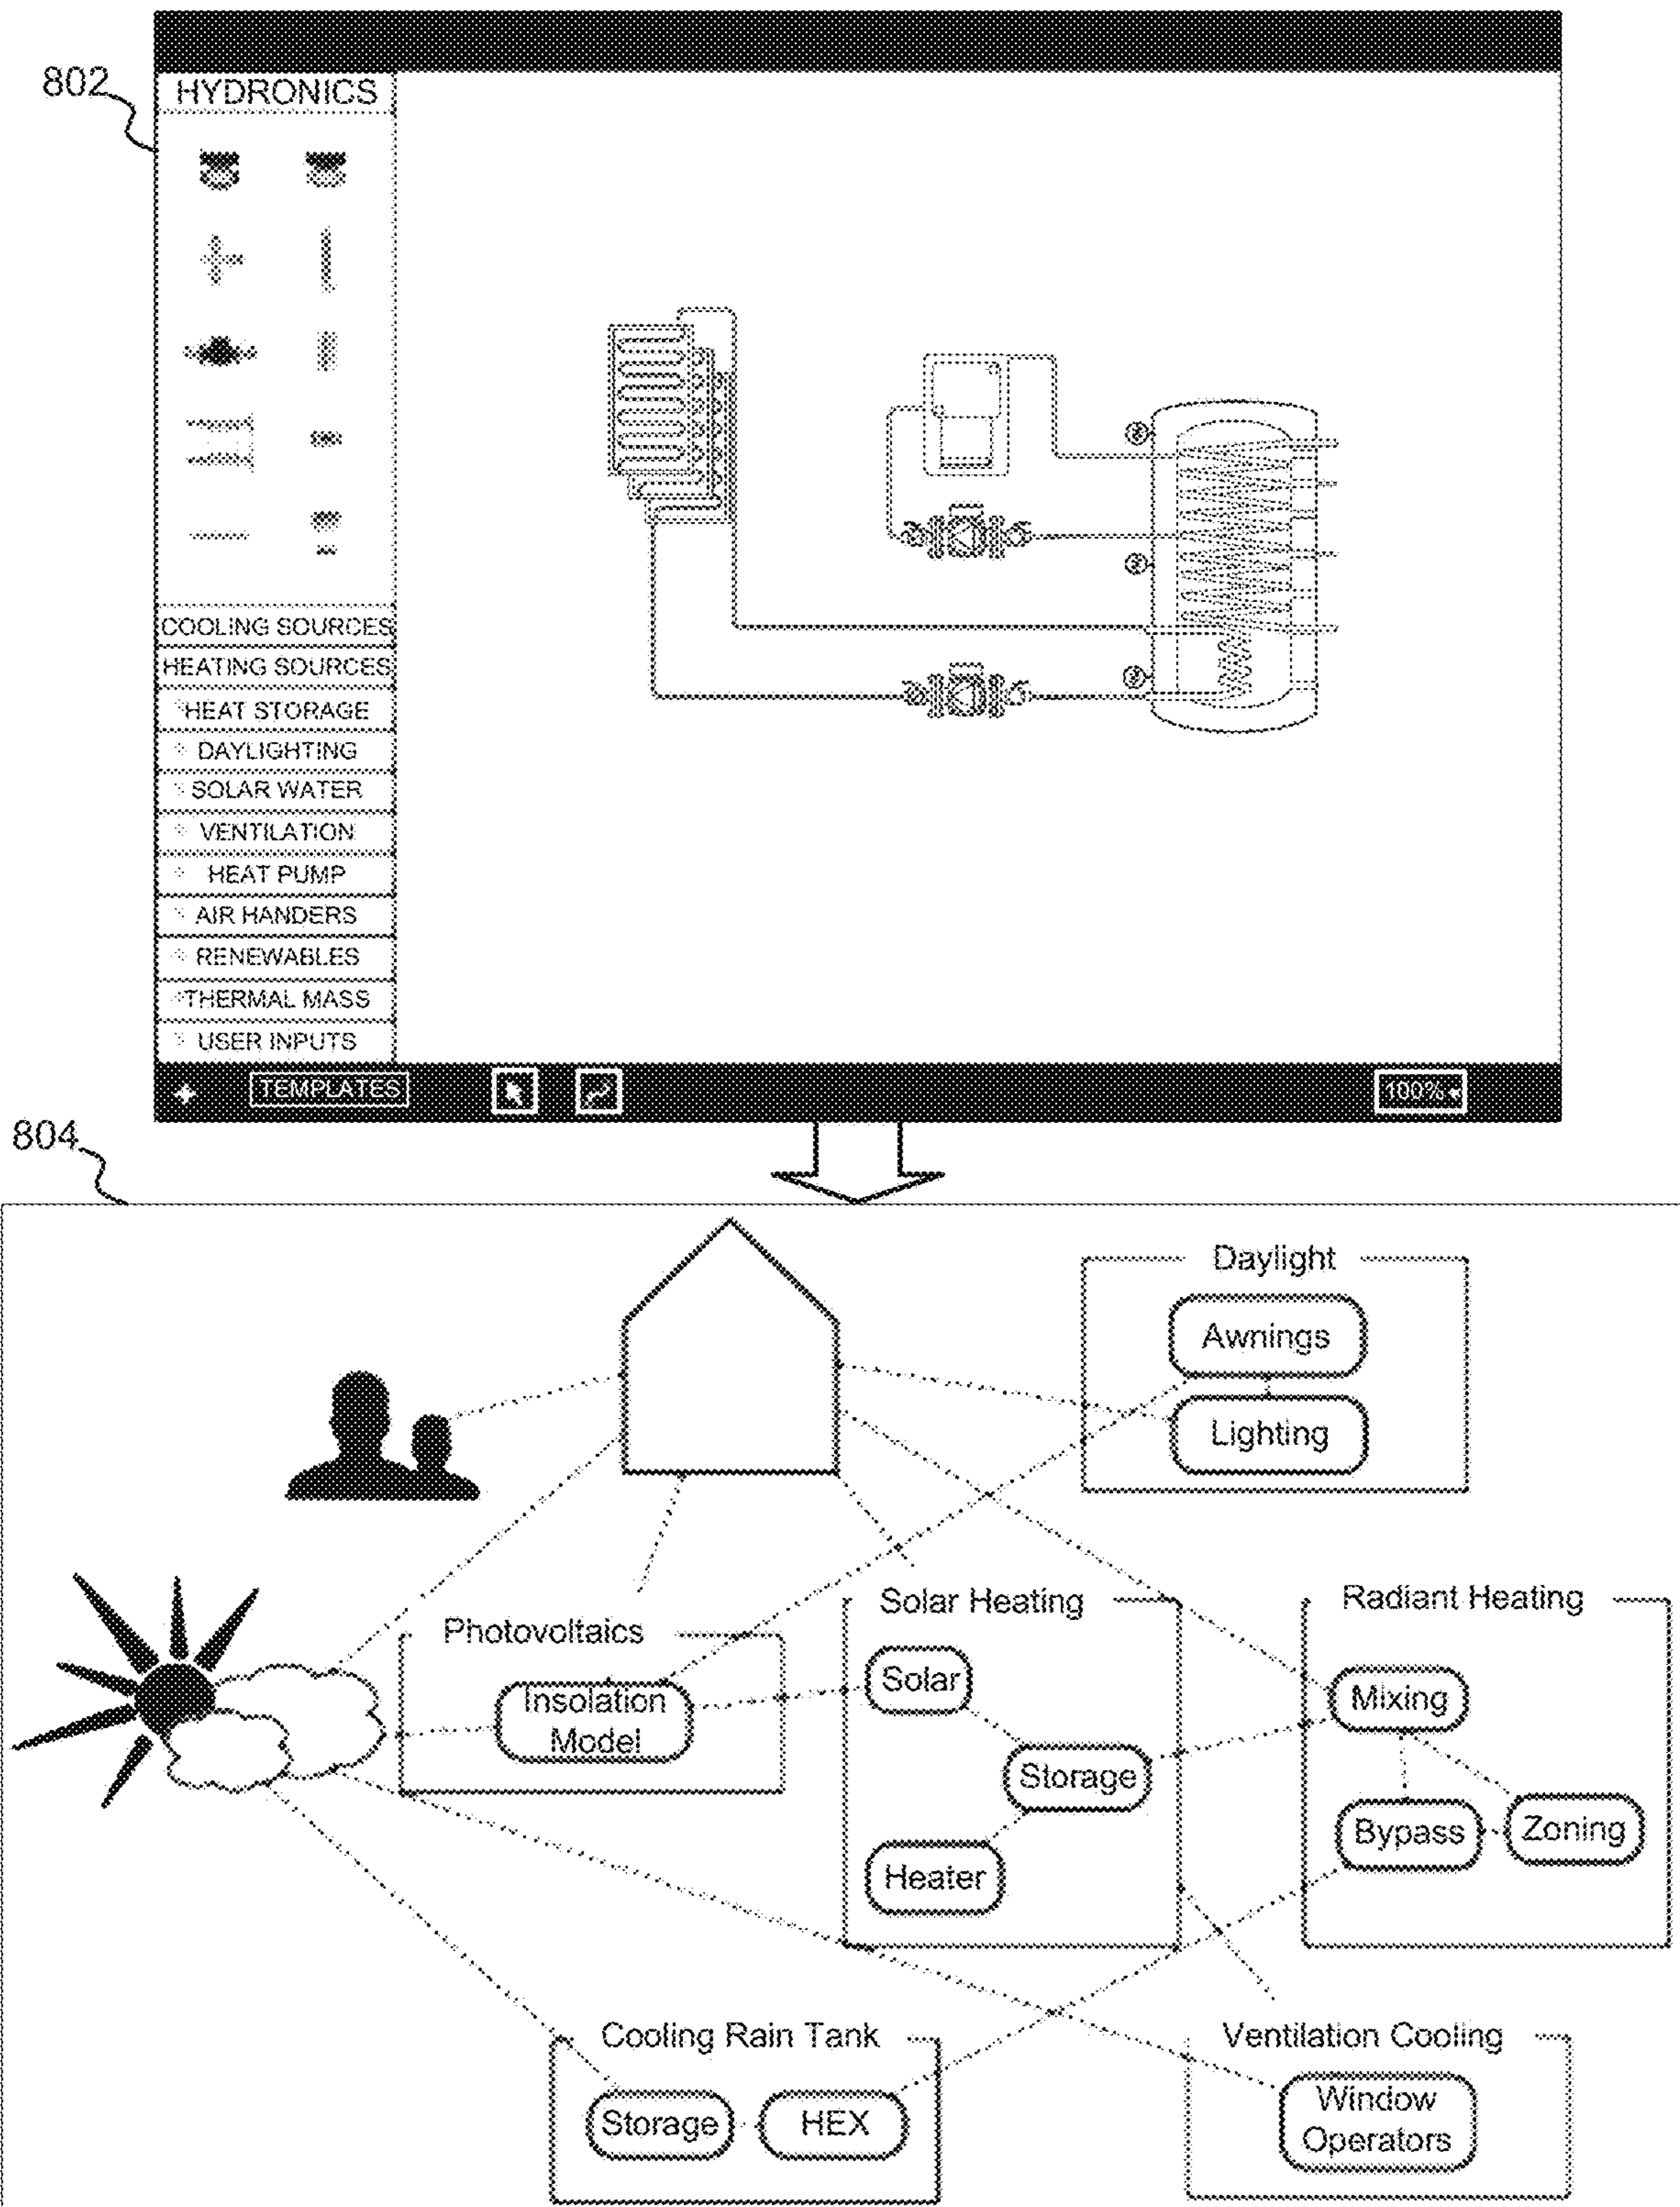 802
HYDRONICS
COOLING SOURCES
HEATING SOURCES
HEAT STORAGE
DAYLIGHTING
SOLAR WATER
VENTILATION
HEAT PUMP
AIR HANDERS
RENEWABLES
THERMAL MASS
USER INPUTS
TEMPLATES
100%
804
Daylight
Awnings
Lighting
Photovoltaics
Insolation
Model
Solar Heating
Solar
Storage
Heater
Radiant Heating
Mixing
Bypass
Zoning
Cooling Rain Tank
Storage
HEX
Ventilation Cooling
Window
Operators